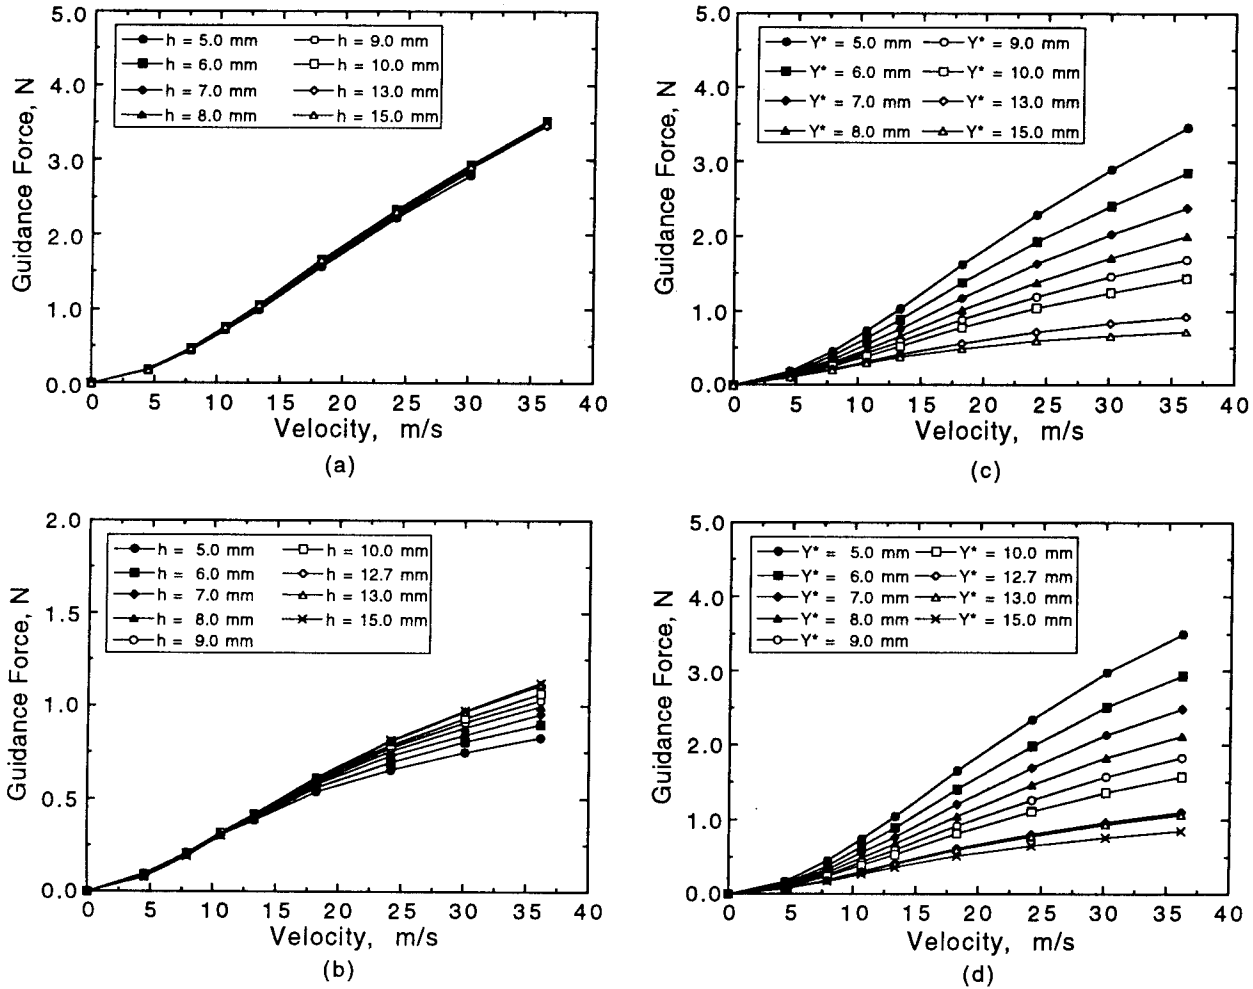 5.0
4.0
3.0
2.0
1.0
0.0
Guidance Force, N
h = 5.0 mm
h = 9.0 mm
h = 6.0 mm
h = 10.0 mm
h = 7.0 mm
h = 13.0 mm
h = 8.0 mm
h = 15.0 mm
0 5 10 15 20 25 30 35 40
Velocity, m/s
(a)
5.0
4.0
3.0
2.0
1.0
0.0
Guidance Force, N
Y* = 5.0 mm
Y* = 9.0 mm
Y* = 6.0 mm
Y* = 10.0 mm
Y* = 7.0 mm
Y* = 13.0 mm
Y* = 8.0 mm
Y* = 15.0 mm
0 5 10 15 20 25 30 35 40
Velocity, m/s
(c)
2.0
1.5
1.0
0.5
0.0
Guidance Force, N
h = 5.0 mm
h = 10.0 mm
h = 6.0 mm
h = 12.7 mm
h = 7.0 mm
h = 13.0 mm
h = 8.0 mm
h = 15.0 mm
h = 9.0 mm
0 5 10 15 20 25 30 35 40
Velocity, m/s
(b)
5.0
4.0
3.0
2.0
1.0
0.0
Guidance Force, N
Y* = 5.0 mm
Y* = 10.0 mm
Y* = 6.0 mm
Y* = 12.7 mm
Y* = 7.0 mm
Y* = 13.0 mm
Y* = 8.0 mm
Y* = 15.0 mm
Y* = 9.0 mm
0 5 10 15 20 25 30 35 40
Velocity, m/s
(d)